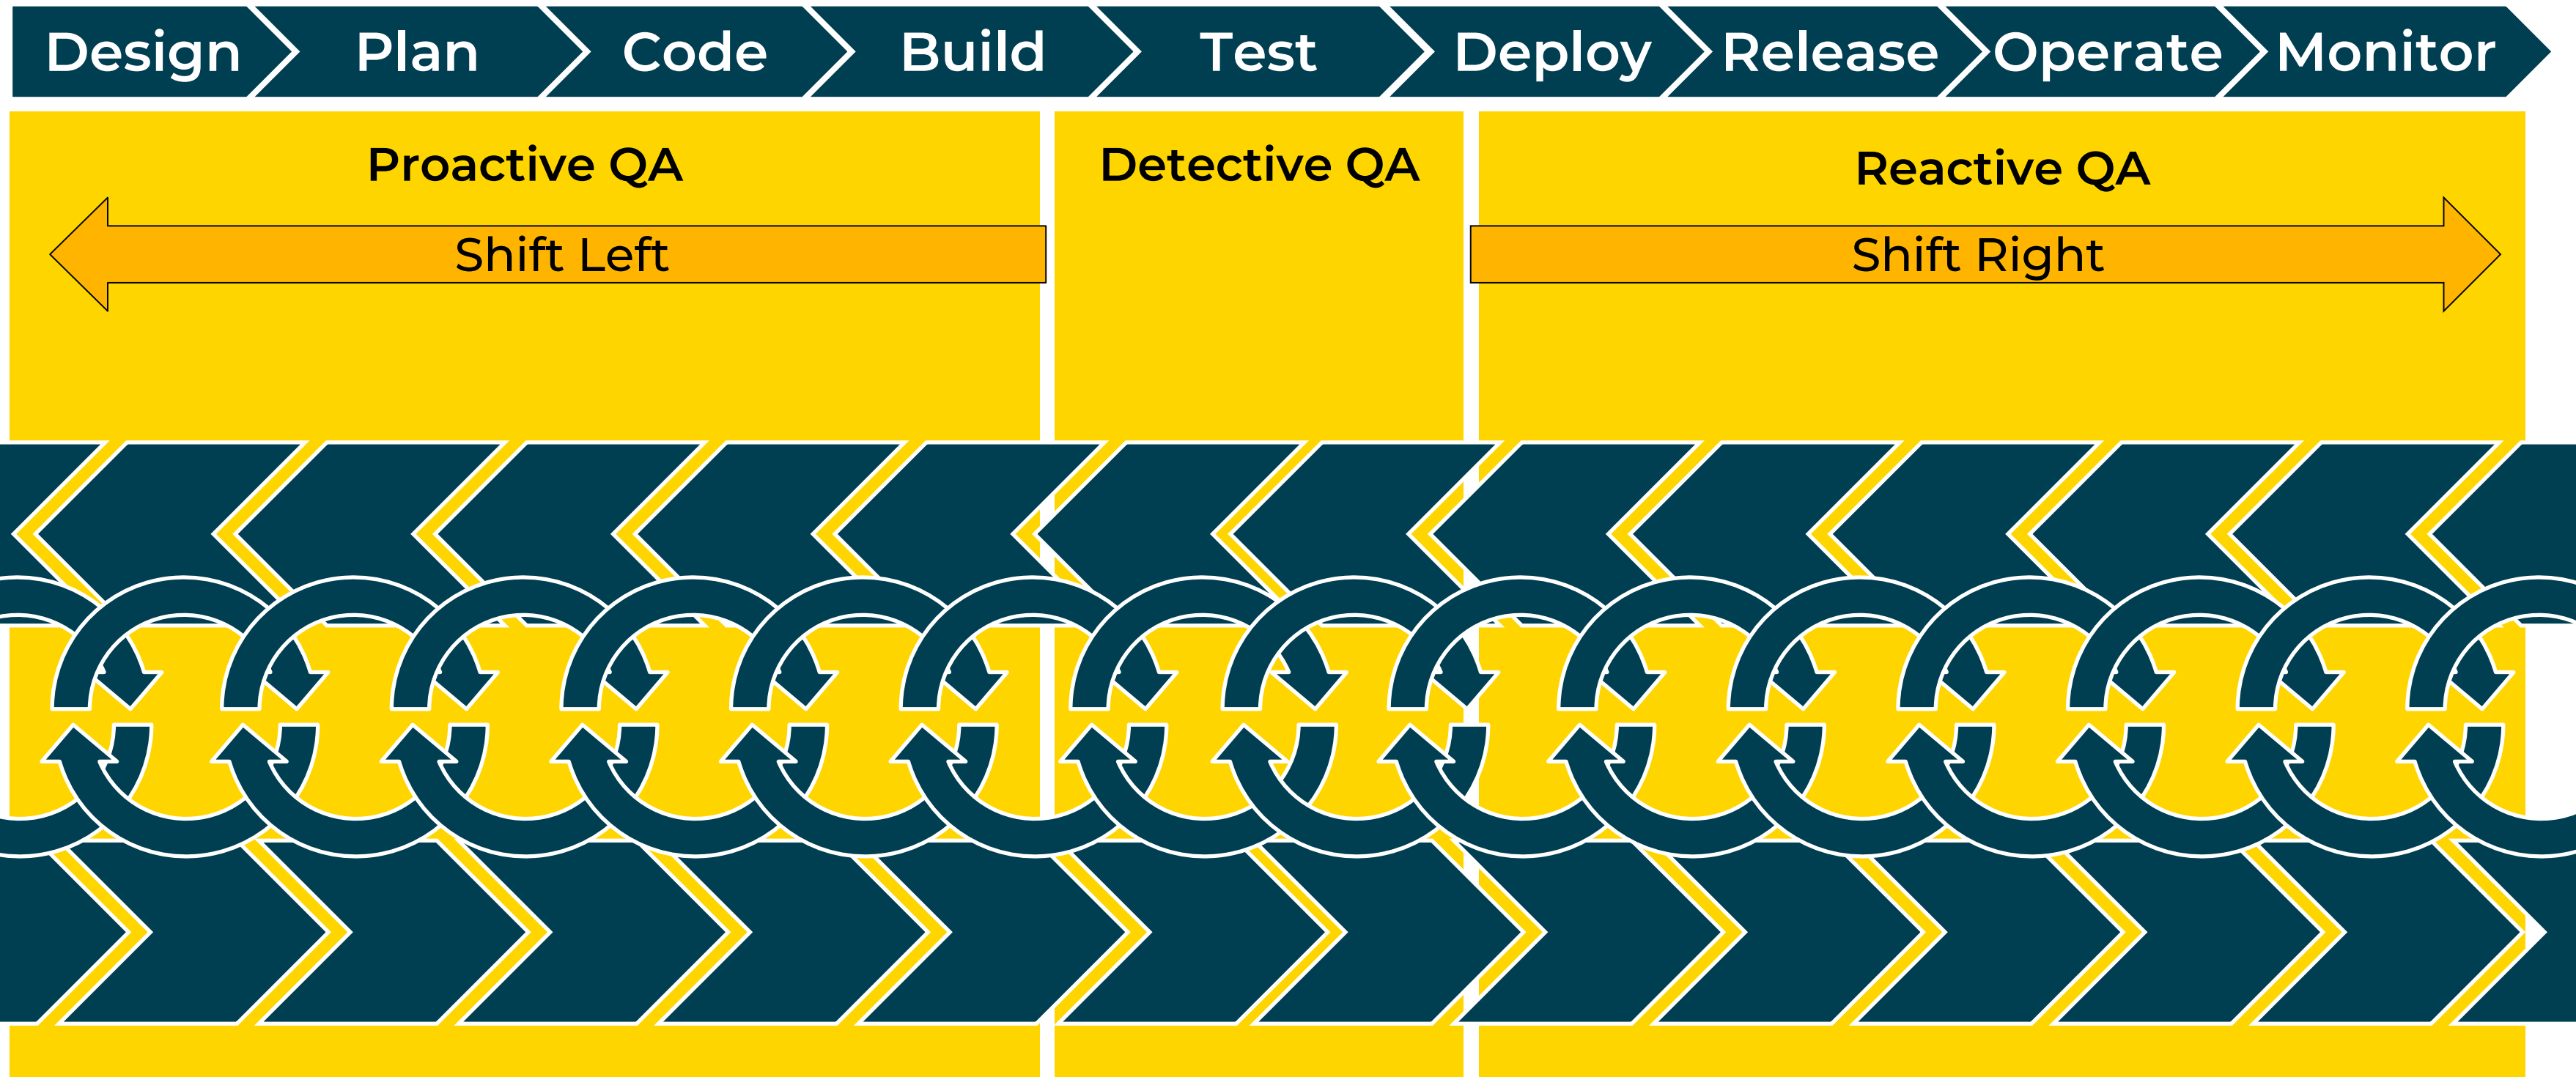 Design Plan Code Build Test Deploy Release Operate Monitor
Proactive QA Detective QA Reactive QA
Shift Left Shift Right